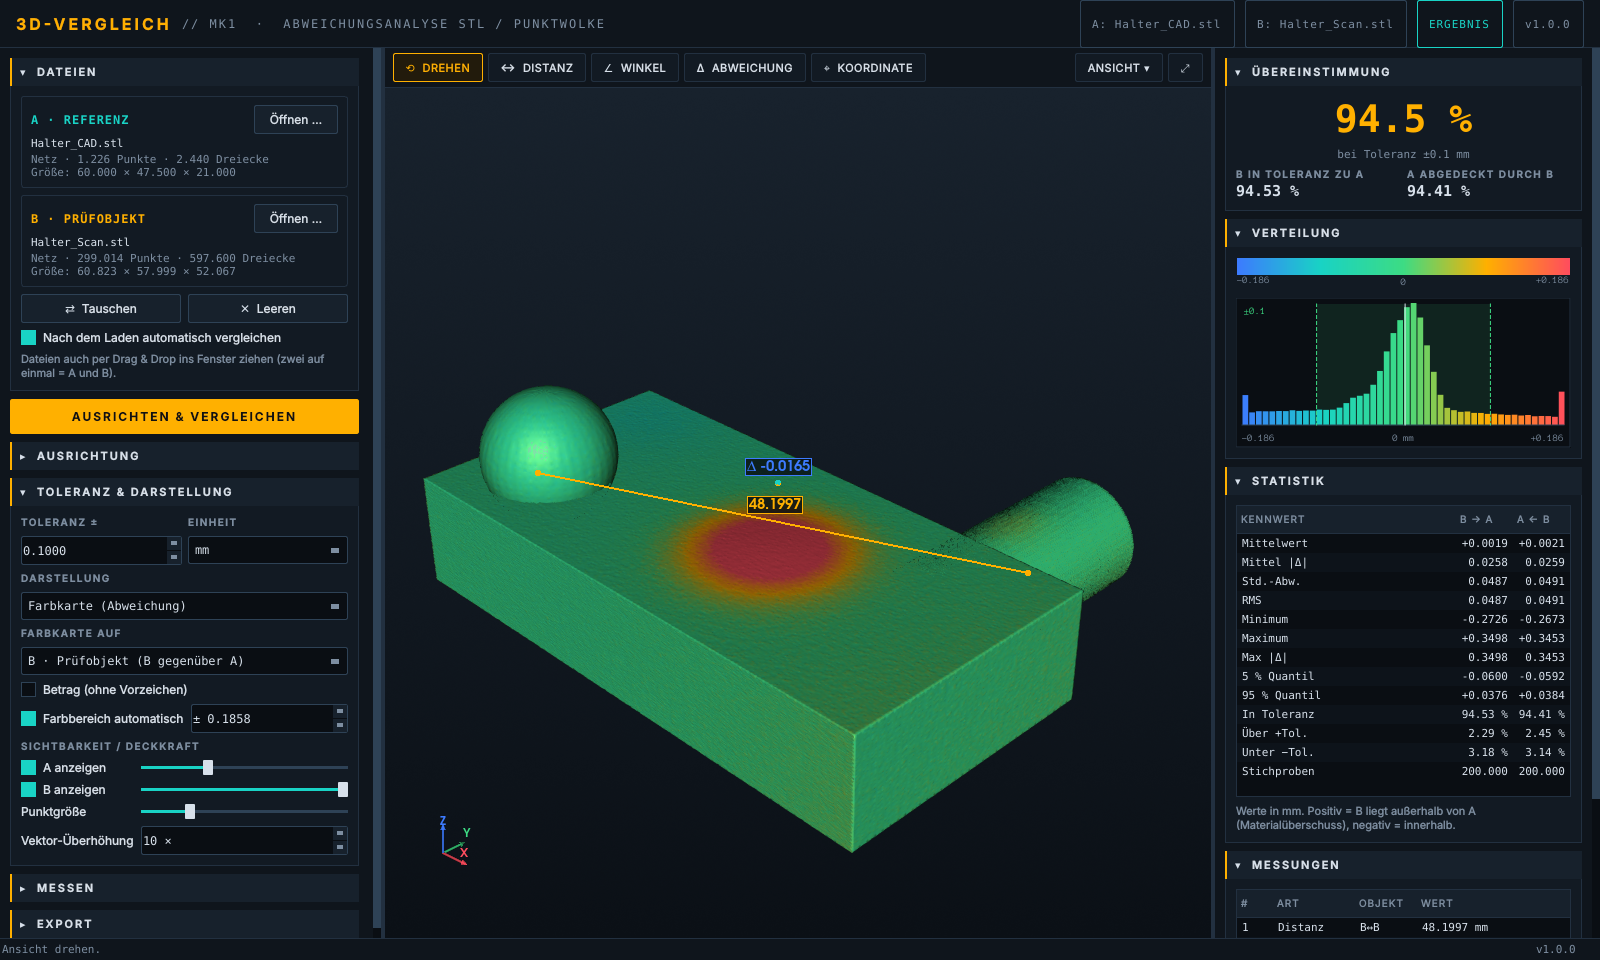 3D-VERGLEICH // MK1 · ABWEICHUNGSANALYSE STL / PUNKTWOLKE
A: Halter_CAD.stl
B: Halter_Scan.stl
ERGEBNIS
v1.0.0
▾ DATEIEN
A · REFERENZ
Öffnen ...
Halter_CAD.stl
Netz · 1.226 Punkte · 2.440 Dreiecke
Größe: 60.000 × 47.500 × 21.000
B · PRÜFOBJEKT
Öffnen ...
Halter_Scan.stl
Netz · 299.014 Punkte · 597.600 Dreiecke
Größe: 60.823 × 57.999 × 52.067
⇄ Tauschen
✕ Leeren
Nach dem Laden automatisch vergleichen
Dateien auch per Drag & Drop ins Fenster ziehen (zwei auf
einmal = A und B).
AUSRICHTEN & VERGLEICHEN
▸ AUSRICHTUNG
▾ TOLERANZ & DARSTELLUNG
TOLERANZ ± EINHEIT
0.1000 mm
DARSTELLUNG
Farbkarte (Abweichung)
FARBKARTE AUF
B · Prüfobjekt (B gegenüber A)
Betrag (ohne Vorzeichen)
Farbbereich automatisch ± 0.1858
SICHTBARKEIT / DECKKRAFT
A anzeigen
B anzeigen
Punktgröße
Vektor-Überhöhung 10 ×
▸ MESSEN
▸ EXPORT
Ansicht drehen.
⟲ DREHEN
↔ DISTANZ
∠ WINKEL
Δ ABWEICHUNG
⌖ KOORDINATE
ANSICHT ▾
⤢
Δ -0.0165
48.1997
Z
Y
X
▾ ÜBEREINSTIMMUNG
94.5 %
bei Toleranz ±0.1 mm
B IN TOLERANZ ZU A A ABGEDECKT DURCH B
94.53 % 94.41 %
▾ VERTEILUNG
−0.186 0 +0.186
±0.1
−0.186 0 mm +0.186
▾ STATISTIK
KENNWERT B → A A ← B
Mittelwert +0.0019 +0.0021
Mittel |Δ| 0.0258 0.0259
Std.-Abw. 0.0487 0.0491
RMS 0.0487 0.0491
Minimum -0.2726 -0.2673
Maximum +0.3498 +0.3453
Max |Δ| 0.3498 0.3453
5 % Quantil -0.0600 -0.0592
95 % Quantil +0.0376 +0.0384
In Toleranz 94.53 % 94.41 %
Über +Tol. 2.29 % 2.45 %
Unter −Tol. 3.18 % 3.14 %
Stichproben 200.000 200.000
Werte in mm. Positiv = B liegt außerhalb von A
(Materialüberschuss), negativ = innerhalb.
▾ MESSUNGEN
# ART OBJEKT WERT
1 Distanz B↔B 48.1997 mm
v1.0.0